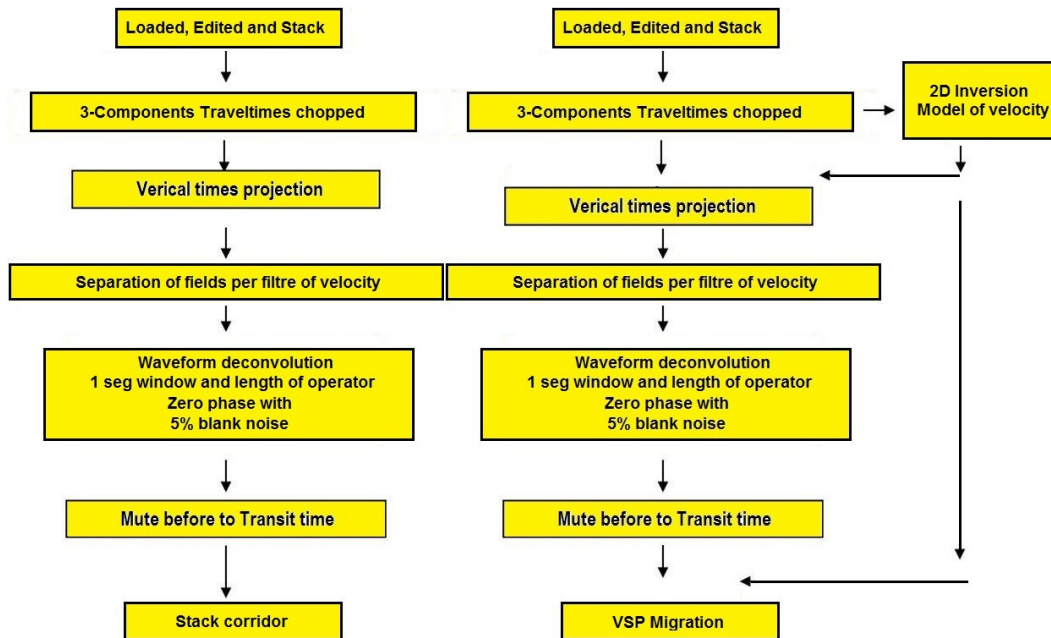 Loaded, Edited and Stack
3-Components Traveltimes chopped
Verical times projection
Separation of fields per filtre of velocity
Waveform deconvolution
1 seg window and length of operator
Zero phase with
5% blank noise
Mute before to Transit time
Stack corridor
Loaded, Edited and Stack
3-Components Traveltimes chopped
2D Inversion
Model of velocity
Verical times projection
Separation of fields per filtre of velocity
Waveform deconvolution
1 seg window and length of operator
Zero phase with
5% blank noise
Mute before to Transit time
VSP Migration